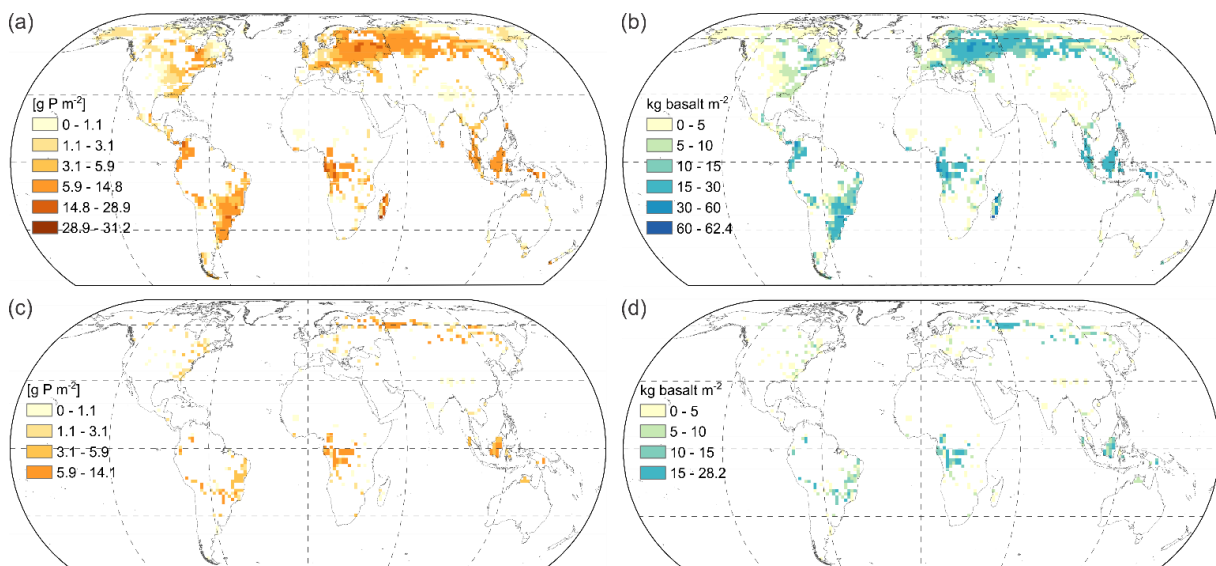 (a)
[g P m⁻²]
0 - 1.1
1.1 - 3.1
3.1 - 5.9
5.9 - 14.8
14.8 - 28.9
28.9 - 31.2
(b)
kg basalt m⁻²
0 - 5
5 - 10
10 - 15
15 - 30
30 - 60
60 - 62.4
(c)
[g P m⁻²]
0 - 1.1
1.1 - 3.1
3.1 - 5.9
5.9 - 14.1
(d)
kg basalt m⁻²
0 - 5
5 - 10
10 - 15
15 - 28.2